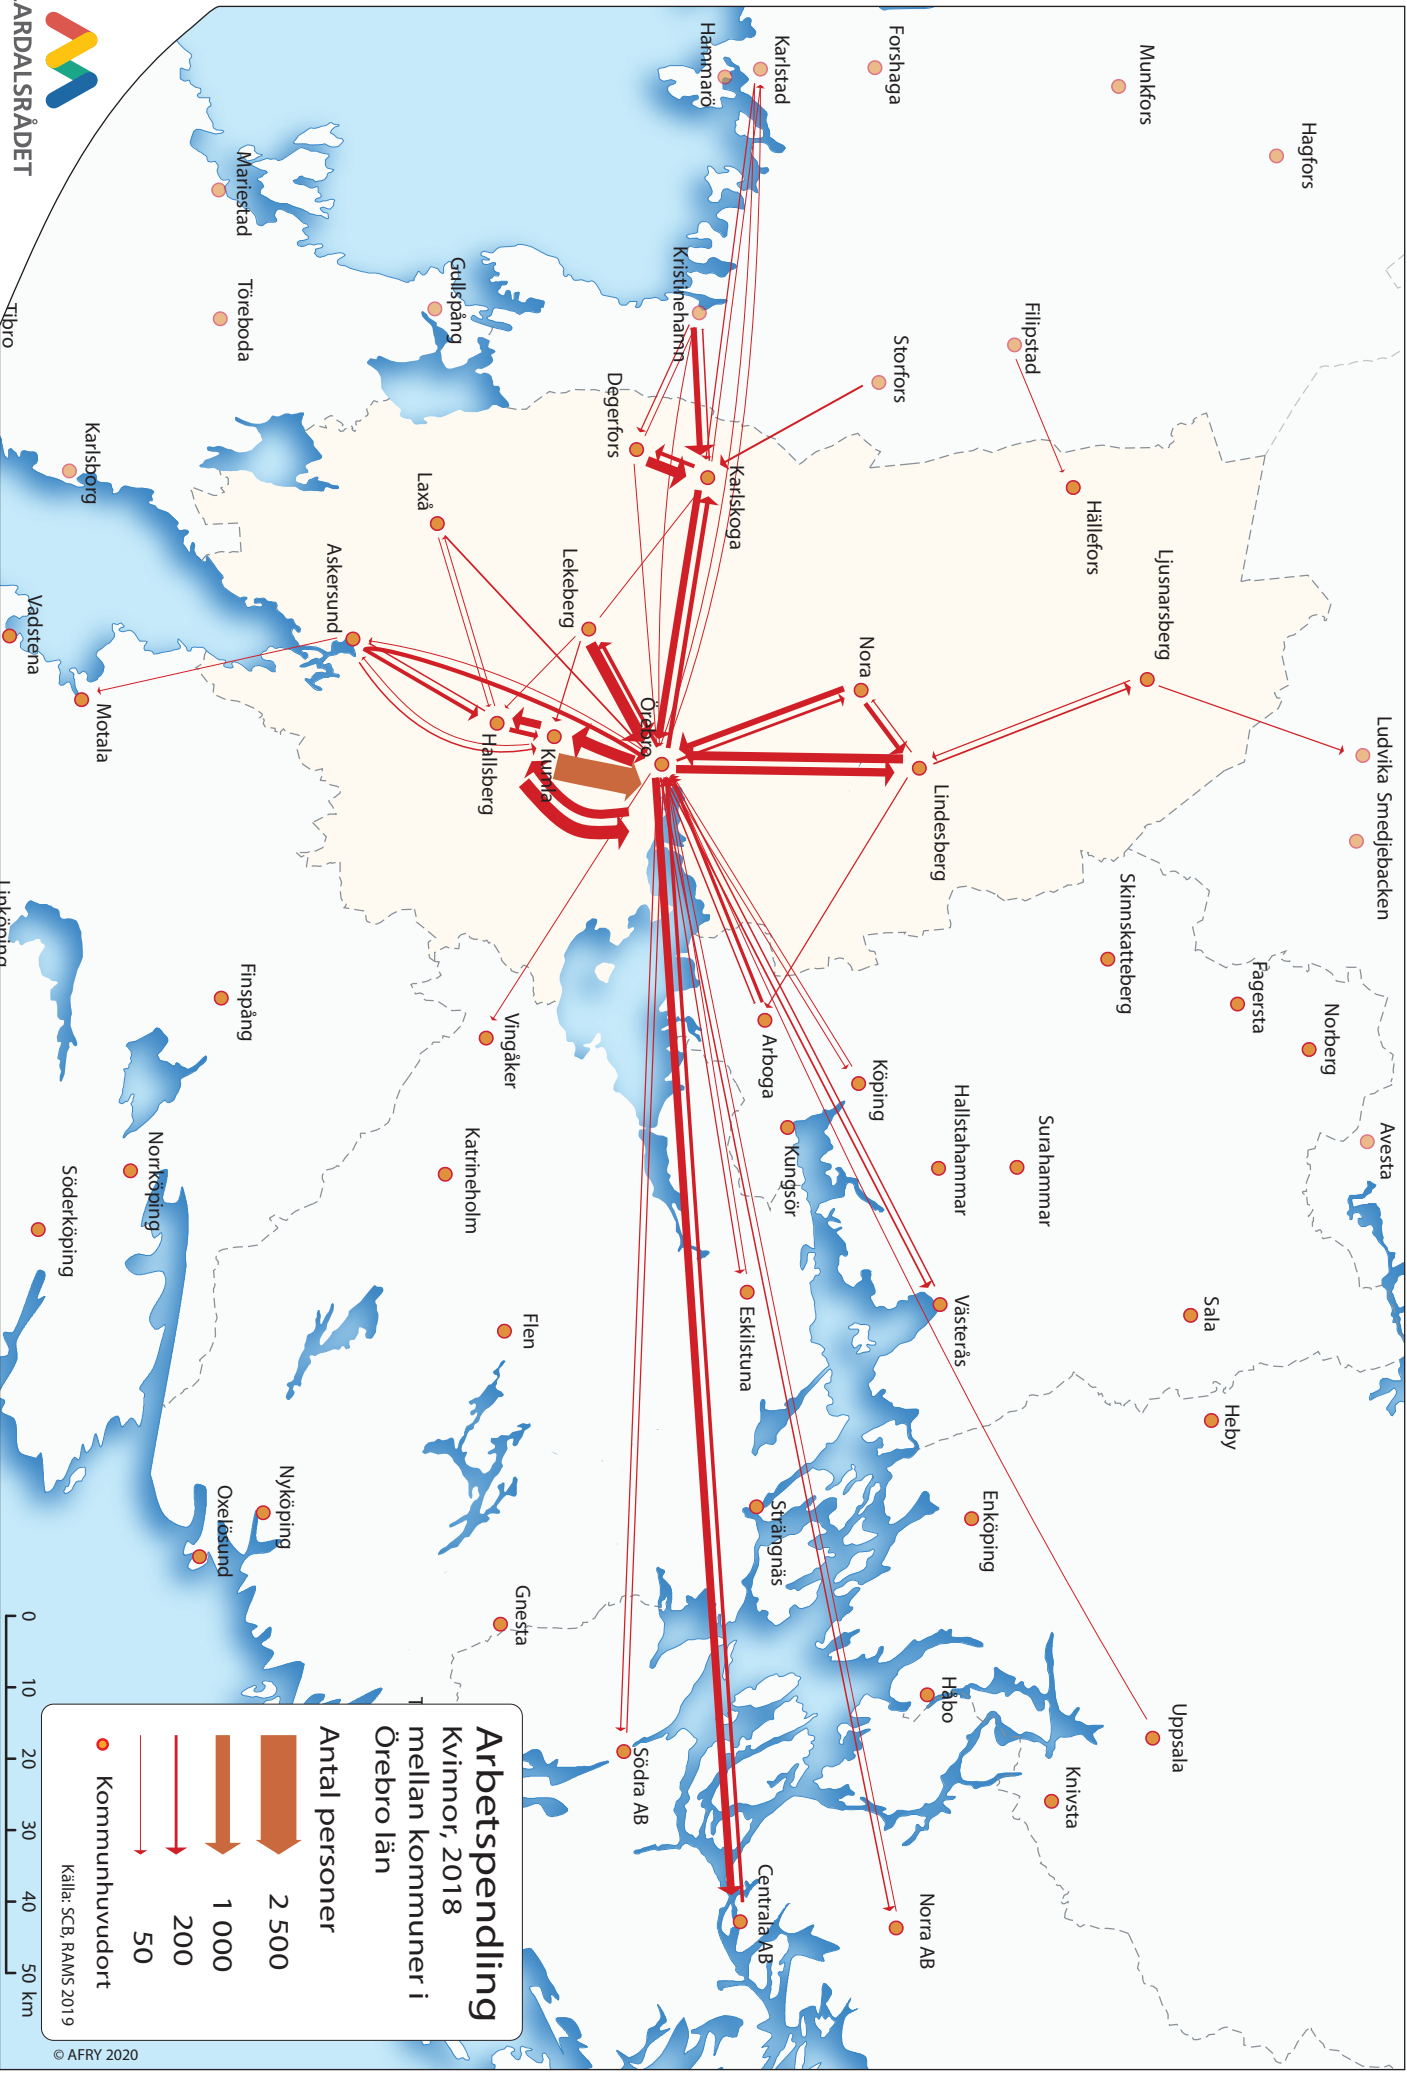 Hagfors
Munkfors
Forshaga
Karlstad
Hammarö
Filipstad
Storfors
Kristinehamn
Degerfors
Karlskoga
Hällefors
Ljusnarsberg
Ludvika
Smedjebacken
Nora
Lindesberg
Skinnskatteberg
Fagersta
Norberg
Avesta
Mariestad
Töreboda
Gullspång
Tibro
Karlsborg
Laxå
Askersund
Lekeberg
Örebro
Kumla
Hallsberg
Vadstena
Motala
Linköping
Finspång
Norrköping
Söderköping
Vingåker
Katrineholm
Flen
Arboga
Köping
Kungsör
Hallstahammar
Surahammar
Västerås
Sala
Heby
Eskilstuna
Strängnäs
Enköping
Nyköping
Oxelösund
Gnesta
Håbo
Uppsala
Knivsta
Södra AB
Centrala AB
Norra AB
T
Arbetspendling
Kvinnor, 2018
mellan kommuner i
Örebro län
Antal personer
2 500
1 000
200
50
Kommunhuvudort
Källa: SCB, RAMS 2019
0 10 20 30 40 50 km
© AFRY 2020
ARDALSRÅDET